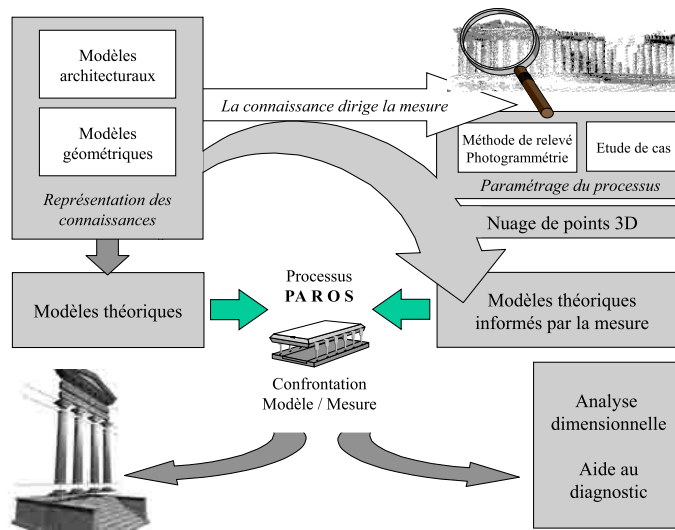 Modèles
architecturaux
Modèles
géométriques
Représentation des
connaissances
La connaissance dirige la mesure
Méthode de relevé
Photogrammétrie
Etude de cas
Paramétrage du processus
Nuage de points 3D
Modèles théoriques
Processus
PAROS
Modèles théoriques
informés par la mesure
Confrontation
Modèle / Mesure
Analyse
dimensionnelle
Aide au
diagnostic